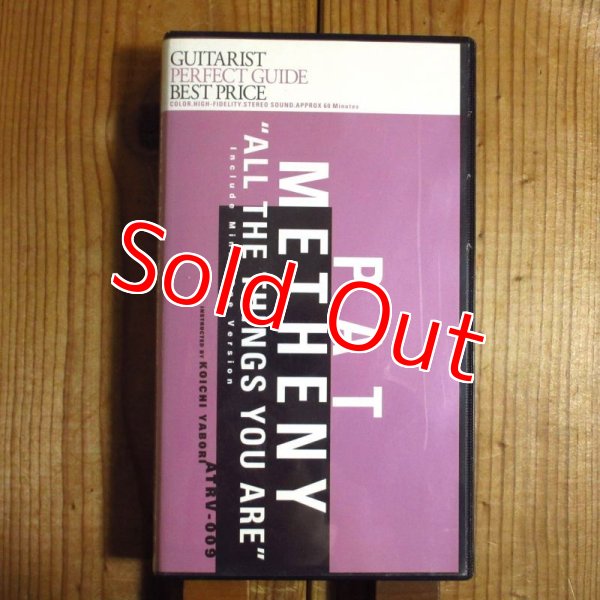 GUITARIST
PERFECT GUIDE
BEST PRICE
COLOR.HIGH-FIDELITY.STEREO SOUND.APPROX 60 Minutes
PAT
METHENY
"ALL THE THINGS YOU ARE"
Include Version
INSTRUCTED BY KOICHI YABORI
ATRV-009
Sold Out